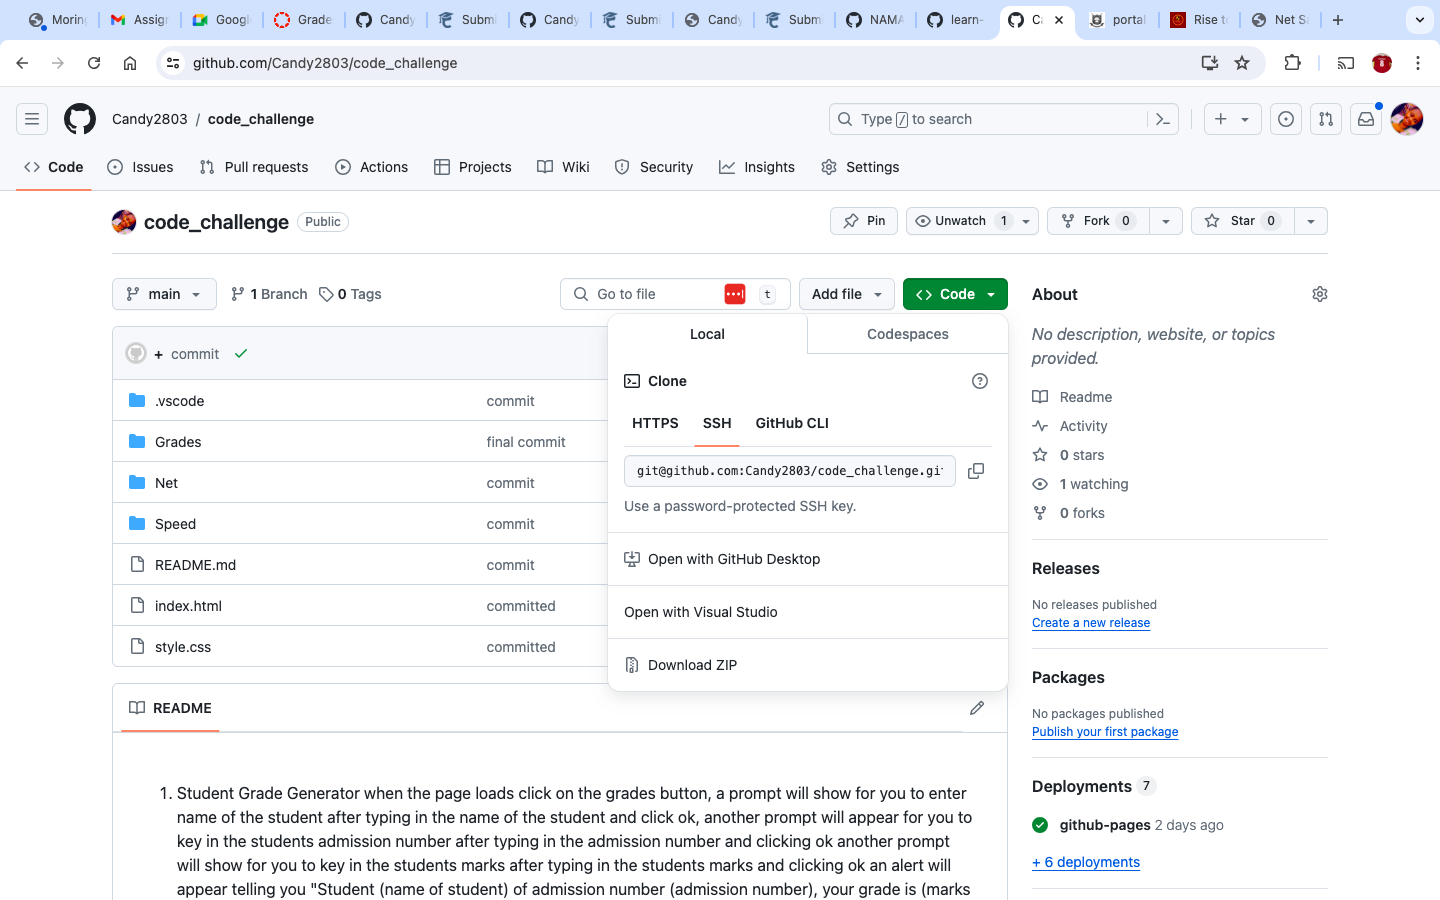 Moring
Assign
Google
Grade
Candy
Submi
Candy
Submi
Candy
Subm
NAMA
learn-
Ca
portal
Rise to
Net Sa
github.com/Candy2803/code_challenge
Candy2803 / code_challenge
Type / to search
Code
Issues
Pull requests
Actions
Projects
Wiki
Security
Insights
Settings
code_challenge Public
Pin
Unwatch 1
Fork 0
Star 0
main
1 Branch
0 Tags
Go to file
t
Add file
Code
+ commit
.vscode commit
Grades final commit
Net commit
Speed commit
README.md commit
index.html committed
style.css committed
Local
Codespaces
Clone
HTTPS
SSH
GitHub CLI
git@github.com:Candy2803/code_challenge.git
Use a password-protected SSH key.
Open with GitHub Desktop
Open with Visual Studio
Download ZIP
README
1. Student Grade Generator when the page loads click on the grades button, a prompt will show for you to enter
name of the student after typing in the name of the student and click ok, another prompt will appear for you to
key in the students admission number after typing in the admission number and clicking ok another prompt
will show for you to key in the students marks after typing in the students marks and clicking ok an alert will
appear telling you "Student (name of student) of admission number (admission number), your grade is (marks
About
No description, website, or topics
provided.
Readme
Activity
0 stars
1 watching
0 forks
Releases
No releases published
Create a new release
Packages
No packages published
Publish your first package
Deployments 7
github-pages 2 days ago
+ 6 deployments